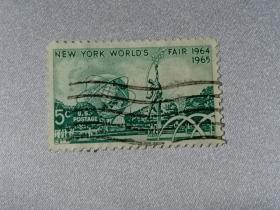 NEW YORK WORLD'S FAIR 1964
1965
5c
U.S.
POSTAGE